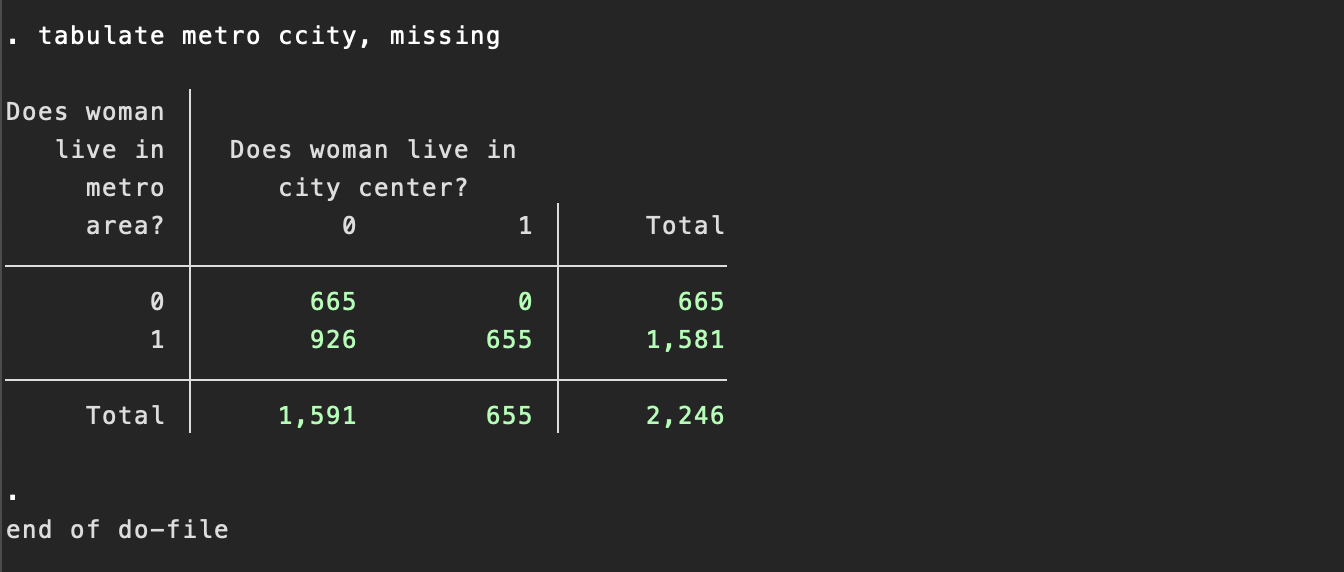 . tabulate metro ccity, missing
Does woman
live in
Does woman live in
metro
city center?
area?
0 1 Total
0 665 0 665
1 926 655 1,581
Total 1,591 655 2,246
.
end of do-file